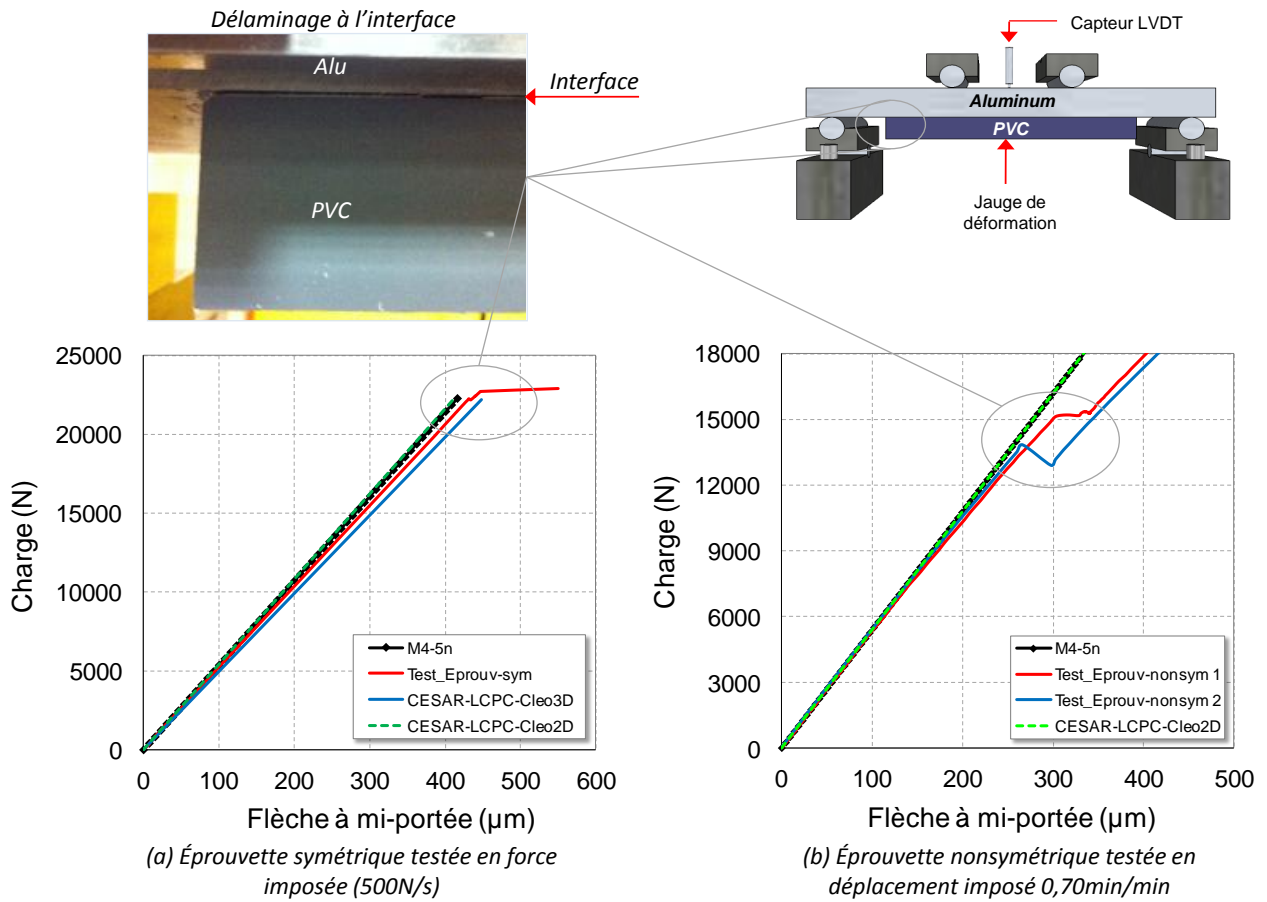 Délaminage à l'interface
Alu
Interface
PVC
Capteur LVDT
Aluminum
PVC
Jauge de
déformation
25000
20000
15000
10000
5000
0
0 100 200 300 400 500 600
Charge (N)
Flèche à mi-portée (µm)
M4-5n
Test_Eprouv-sym
CESAR-LCPC-Cleo3D
CESAR-LCPC-Cleo2D
(a) Éprouvette symétrique testée en force
imposée (500N/s)
18000
15000
12000
9000
6000
3000
0
0 100 200 300 400 500
Charge (N)
Flèche à mi-portée (µm)
M4-5n
Test_Eprouv-nonsym 1
Test_Eprouv-nonsym 2
CESAR-LCPC-Cleo2D
(b) Éprouvette nonsymétrique testée en
déplacement imposé 0,70min/min